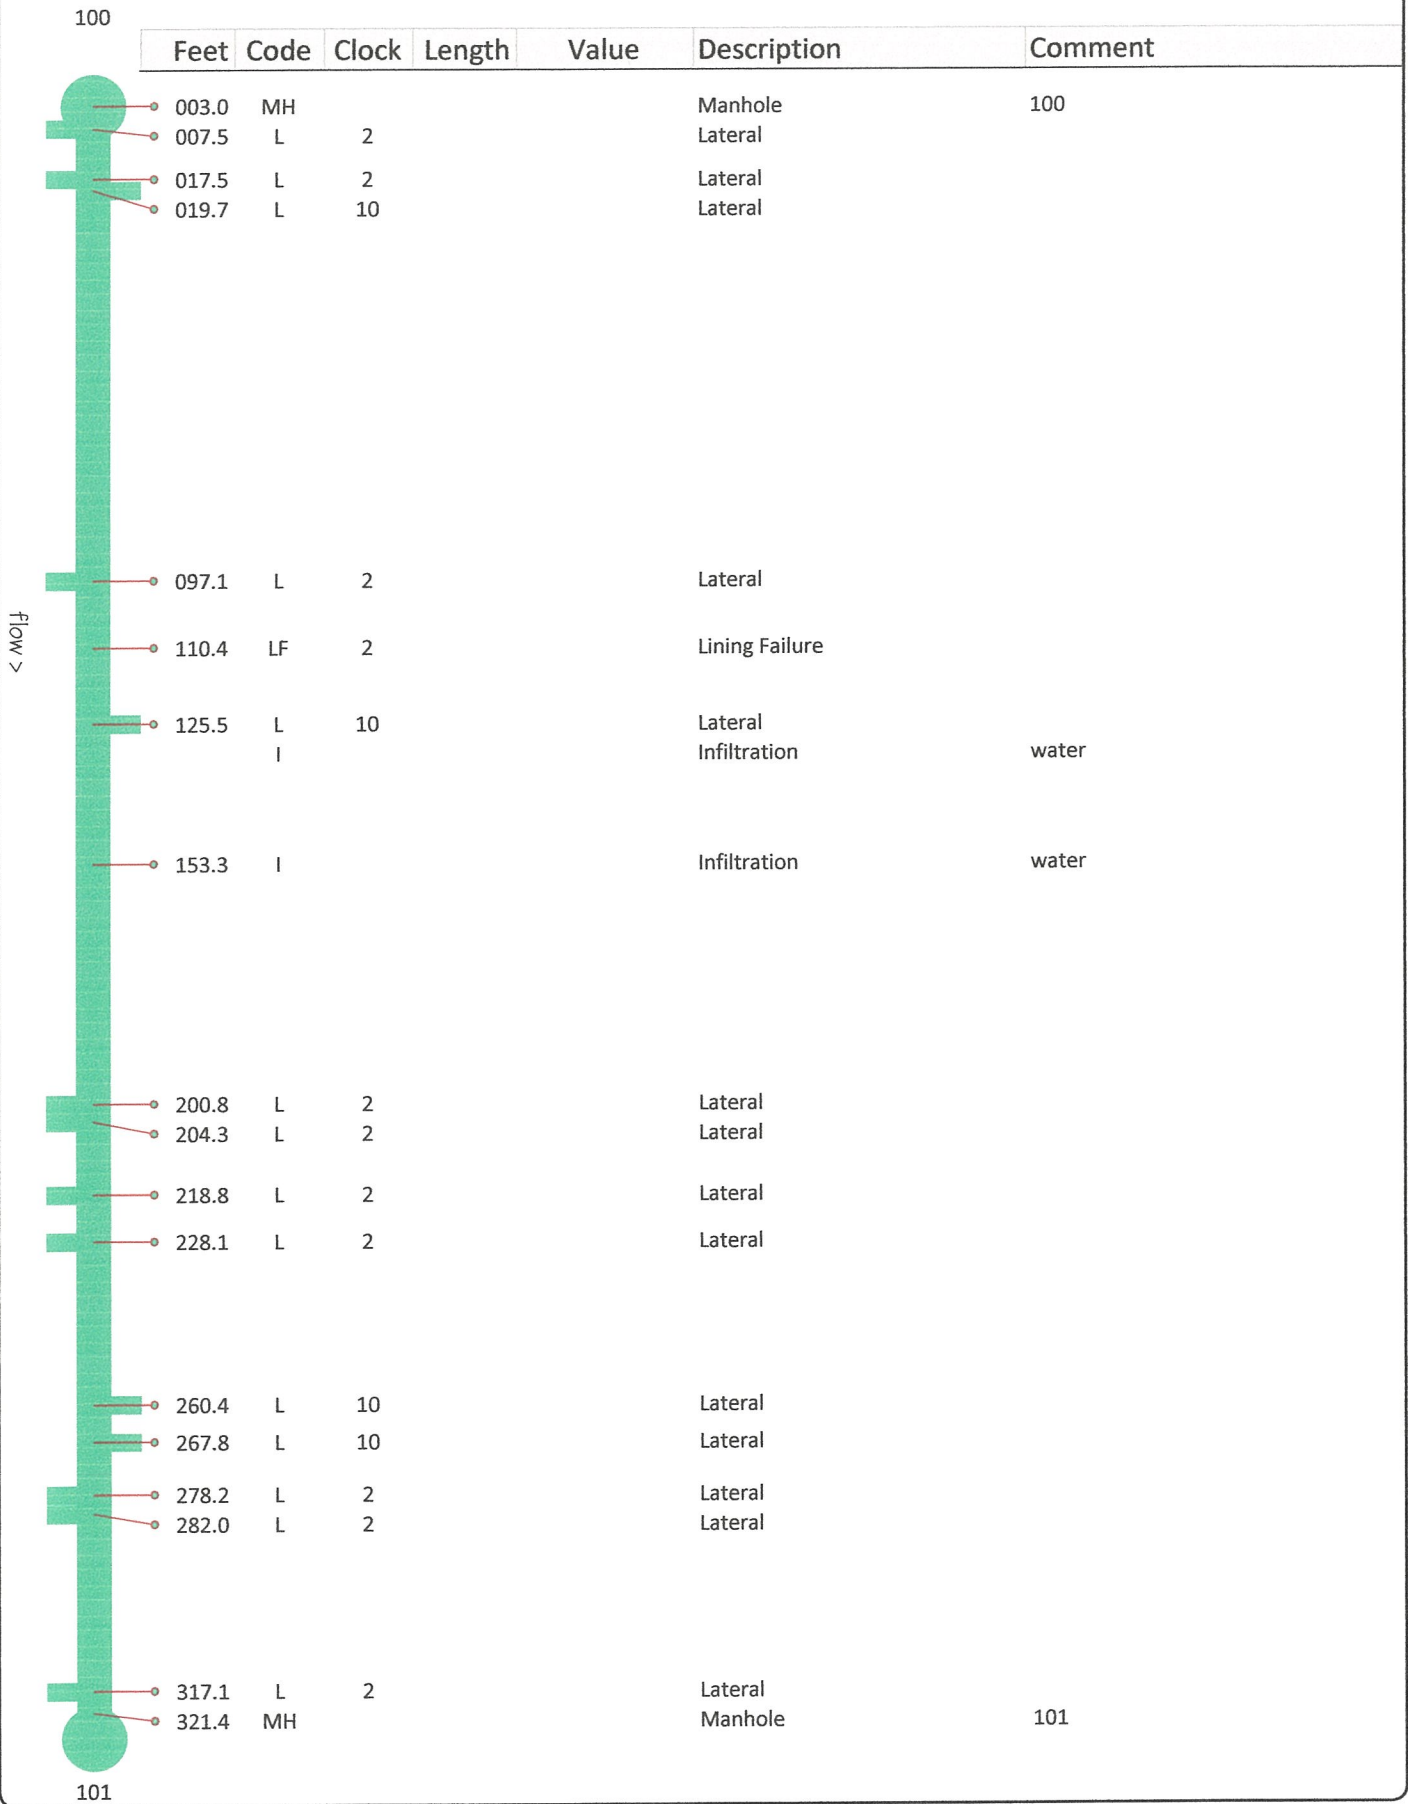 100
Feet Code Clock Length Value Description Comment
003.0 MH Manhole 100
007.5 L 2 Lateral
017.5 L 2 Lateral
019.7 L 10 Lateral
097.1 L 2 Lateral
flow >
110.4 LF 2 Lining Failure
125.5 L 10 Lateral
I Infiltration water
153.3 I Infiltration water
200.8 L 2 Lateral
204.3 L 2 Lateral
218.8 L 2 Lateral
228.1 L 2 Lateral
260.4 L 10 Lateral
267.8 L 10 Lateral
278.2 L 2 Lateral
282.0 L 2 Lateral
317.1 L 2 Lateral
321.4 MH Manhole 101
101